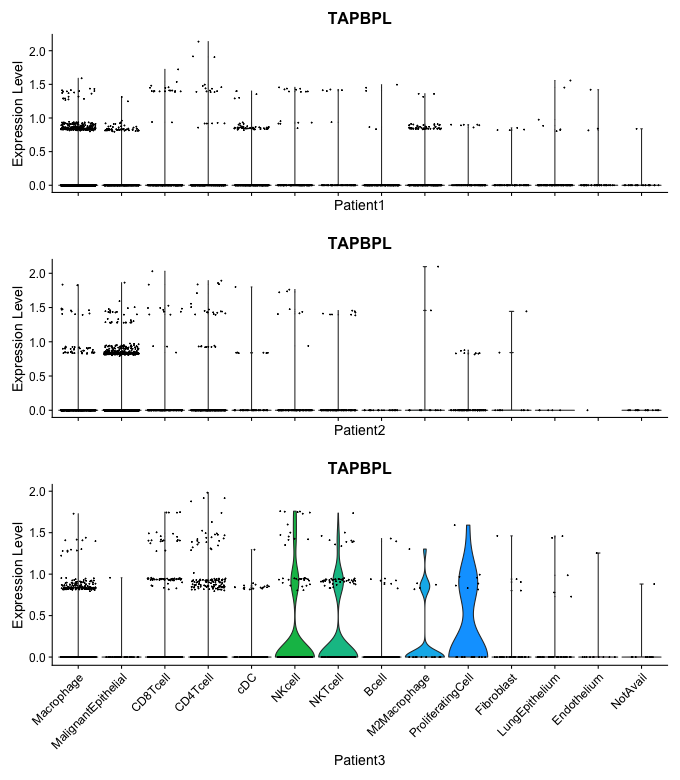 TAPBPL
Expression Level
2.0
1.5
1.0
0.5
0.0
Patient1
TAPBPL
Expression Level
2.0
1.5
1.0
0.5
0.0
Patient2
TAPBPL
Expression Level
2.0
1.5
1.0
0.5
0.0
Macrophage
MalignantEpithelial
CD8Tcell
CD4Tcell
cDC
NKcell
NKTcell
Bcell
M2Macrophage
ProliferatingCell
Fibroblast
LungEpithelium
Endothelium
NotAvail
Patient3